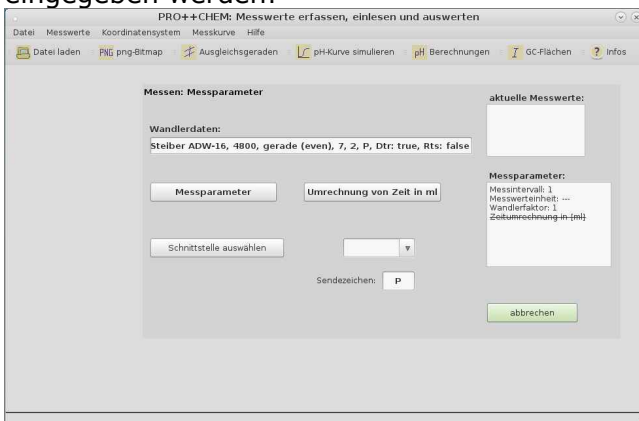 eingegeben werden.
PRO++CHEM: Messwerte erfassen, einlesen und auswerten
Datei Messwerte Koordinatensystem Messkurve Hilfe
Datei laden PNG png-Bitmap Ausgleichsgeraden pH-Kurve simulieren pH Berechnungen GC-Flächen ? Infos
Messen: Messparameter
aktuelle Messwerte:
Wandlerdaten:
Steiber ADW-16, 4800, gerade (even), 7, 2, P, Dtr: true, Rts: false
Messparameter Umrechnung von Zeit in ml
Messparameter:
Messintervall: 1
Messwerteinheit: ---
Wandlerfaktor: 1
Zeitumrechnung in [ml]
Schnittstelle auswählen
Sendezeichen: P
abbrechen